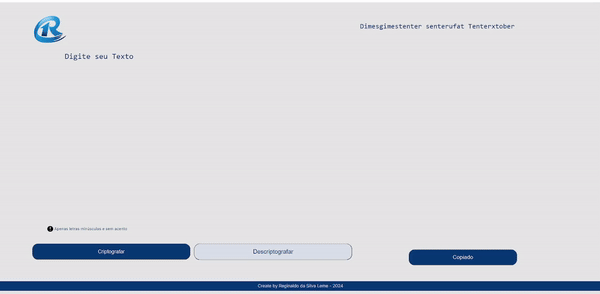 Dimesgimestenter senterufat Tenterxtober
Digite seu Texto
Apenas letras minúsculas e sem acento.
Criptografar
Descriptografar
Copiado
Create by Reginaldo da Silva Leme - 2024